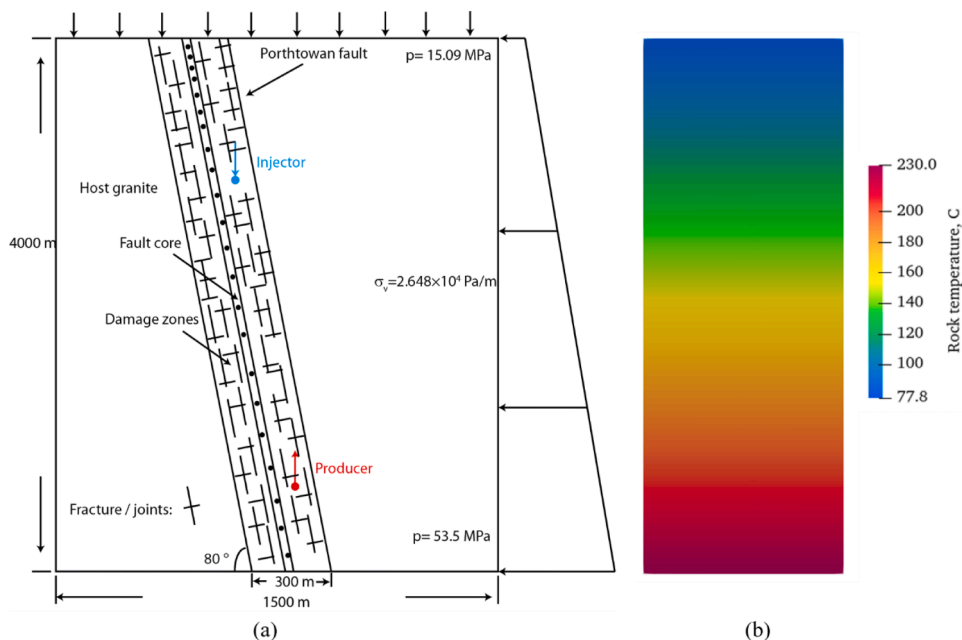 Porthtowan fault
p= 15.09 MPa
Injector
Host granite
4000 m
Fault core
σv=2.648×10⁴ Pa/m
Damage zones
Producer
Fracture / joints:
p= 53.5 MPa
80 °
300 m
1500 m
(a)
230.0
200
180
160
140
120
100
77.8
Rock temperature, C
(b)